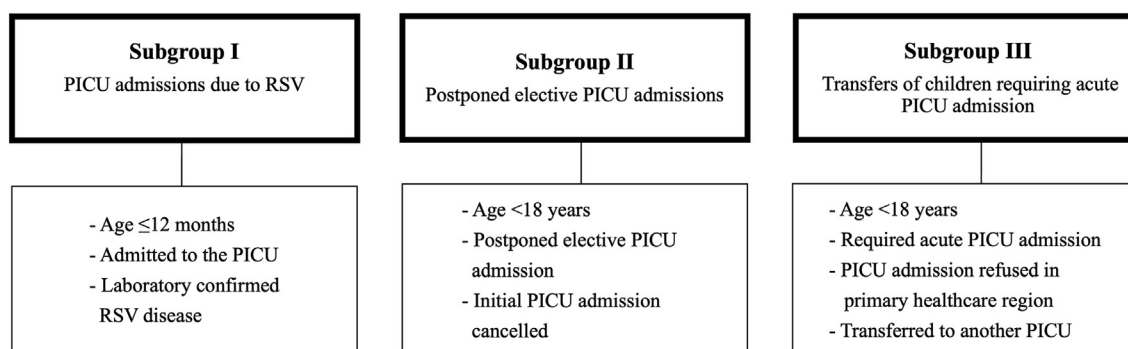 Subgroup I
PICU admissions due to RSV
- Age ≤12 months
- Admitted to the PICU
- Laboratory confirmed
RSV disease
Subgroup II
Postponed elective PICU admissions
- Age <18 years
- Postponed elective PICU
admission
- Initial PICU admission
cancelled
Subgroup III
Transfers of children requiring acute
PICU admission
- Age <18 years
- Required acute PICU admission
- PICU admission refused in
primary healthcare region
- Transferred to another PICU